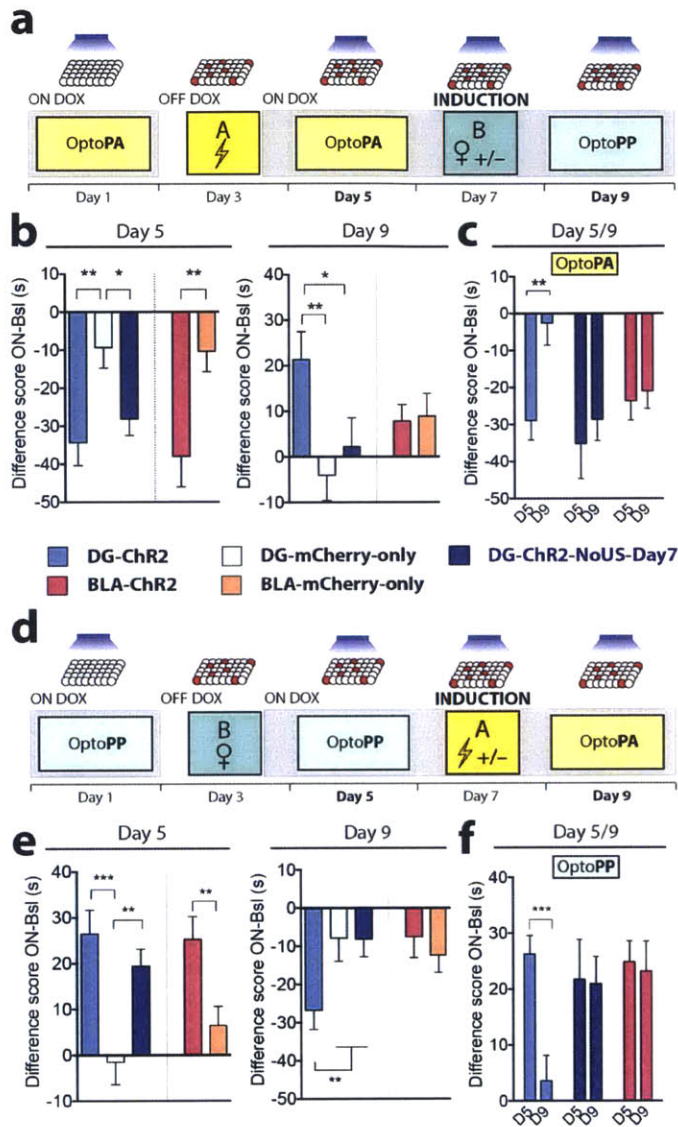 a
ON DOX OFF DOX ON DOX INDUCTION
OptoPA A OptoPA B ♀ +/− OptoPP
Day 1 Day 3 Day 5 Day 7 Day 9
b Day 5 Day 9 c Day 5/9
OptoPA
Difference score ON-Bsl (s)
10
0
-10
-20
-30
-40
-50
** * **
Difference score ON-Bsl (s)
40
30
20
10
0
-10
*
**
Difference score ON-Bsl (s)
10
0
-10
-20
-30
-40
-50
**
D5 D9 D5 D9 D5 D9
DG-ChR2 DG-mCherry-only DG-ChR2-NoUS-Day7
BLA-ChR2 BLA-mCherry-only
d
ON DOX OFF DOX ON DOX INDUCTION
OptoPP B ♀ OptoPP A +/− OptoPA
Day 1 Day 3 Day 5 Day 7 Day 9
e Day 5 Day 9 f Day 5/9
OptoPP
Difference score ON-Bsl (s)
40
30
20
10
0
-10
*** ** **
Difference score ON-Bsl (s)
10
0
-10
-20
-30
-40
-50
**
Difference score ON-Bsl (s)
40
30
20
10
0
***
D5 D9 D5 D9 D5 D9